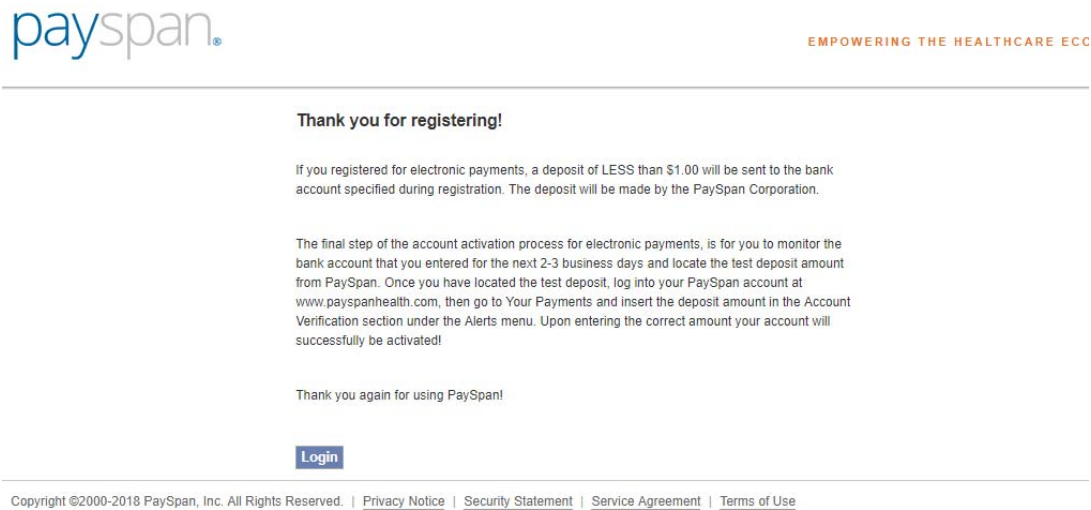 payspan®
EMPOWERING THE HEALTHCARE ECO
Thank you for registering!
If you registered for electronic payments, a deposit of LESS than $1.00 will be sent to the bank
account specified during registration. The deposit will be made by the PaySpan Corporation.
The final step of the account activation process for electronic payments, is for you to monitor the
bank account that you entered for the next 2-3 business days and locate the test deposit amount
from PaySpan. Once you have located the test deposit, log into your PaySpan account at
www.payspanhealth.com, then go to Your Payments and insert the deposit amount in the Account
Verification section under the Alerts menu. Upon entering the correct amount your account will
successfully be activated!
Thank you again for using PaySpan!
Login
Copyright ©2000-2018 PaySpan, Inc. All Rights Reserved. | Privacy Notice | Security Statement | Service Agreement | Terms of Use